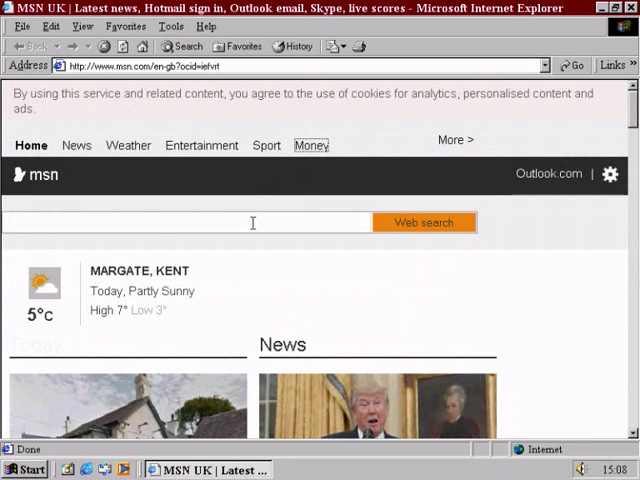 MSN UK | Latest news, Hotmail sign in, Outlook email, Skype, live scores - Microsoft Internet Explorer
File Edit View Favorites Tools Help
Back Search Favorites History
Address http://www.msn.com/en-gb?ocid=iefvrt Go Links »
By using this service and related content, you agree to the use of cookies for analytics, personalised content and
ads.
Home News Weather Entertainment Sport Money More >
msn Outlook.com |
Web search
MARGATE, KENT
Today, Partly Sunny
High 7° Low 3°
5°C
Today News
Done Internet
Start MSN UK | Latest ... 15:08